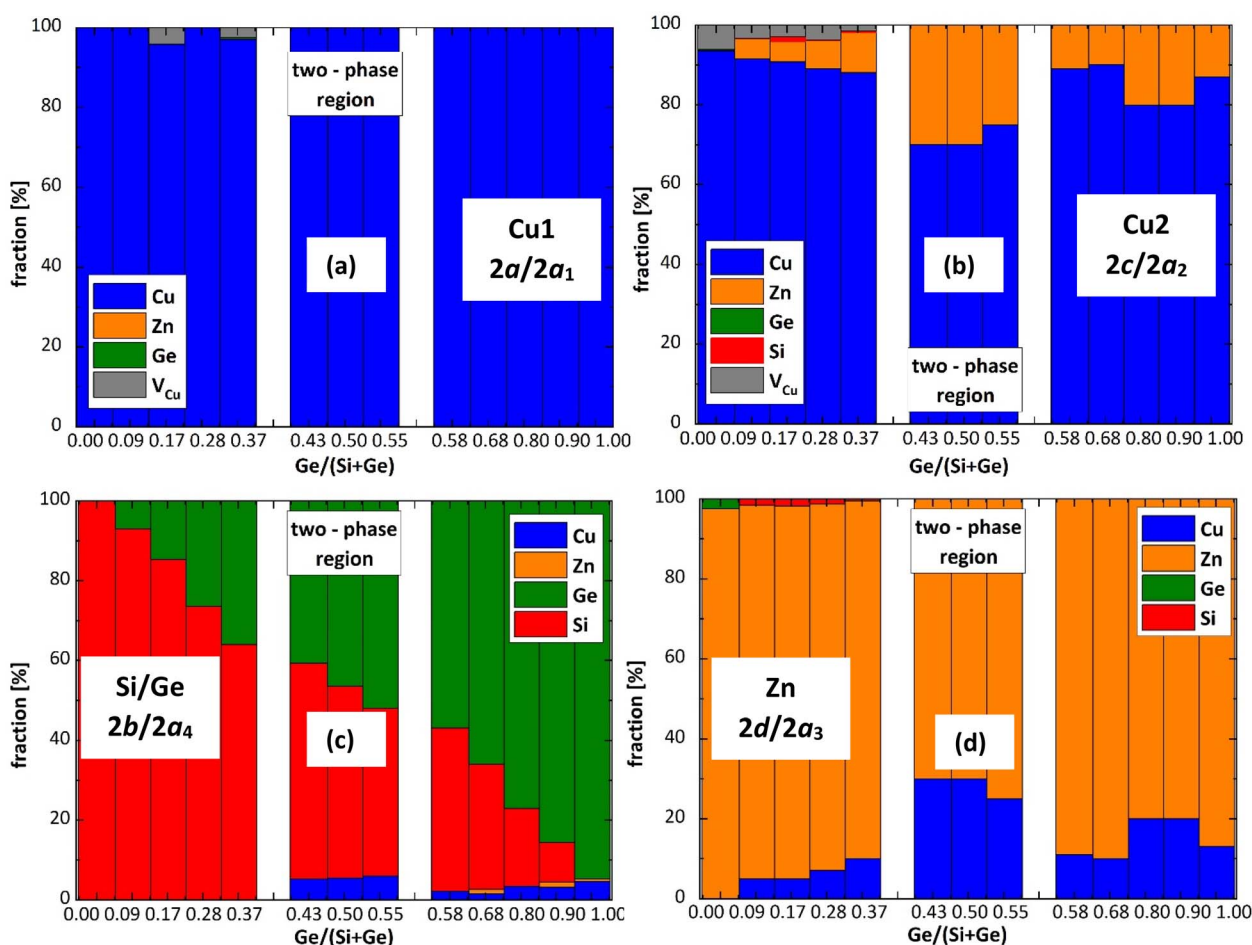 100
80
60
40
20
0
fraction [%]
two - phase
region
(a)
Cu1
2a/2a1
Cu
Zn
Ge
VCu
0.00 0.09 0.17 0.28 0.37
0.43 0.50 0.55
0.58 0.68 0.80 0.90 1.00
Ge/(Si+Ge)
100
80
60
40
20
0
fraction [%]
Cu
Zn
Ge
Si
VCu
(b)
two - phase
region
Cu2
2c/2a2
0.00 0.09 0.17 0.28 0.37
0.43 0.50 0.55
0.58 0.68 0.80 0.90 1.00
Ge/(Si+Ge)
100
80
60
40
20
0
fraction [%]
Si/Ge
2b/2a4
two - phase
region
(c)
Cu
Zn
Ge
Si
0.00 0.09 0.17 0.28 0.37
0.43 0.50 0.55
0.58 0.68 0.80 0.90 1.00
Ge/(Si+Ge)
100
80
60
40
20
0
fraction [%]
Zn
2d/2a3
two - phase
region
(d)
Cu
Zn
Ge
Si
0.00 0.09 0.17 0.28 0.37
0.43 0.50 0.55
0.58 0.68 0.80 0.90 1.00
Ge/(Si+Ge)